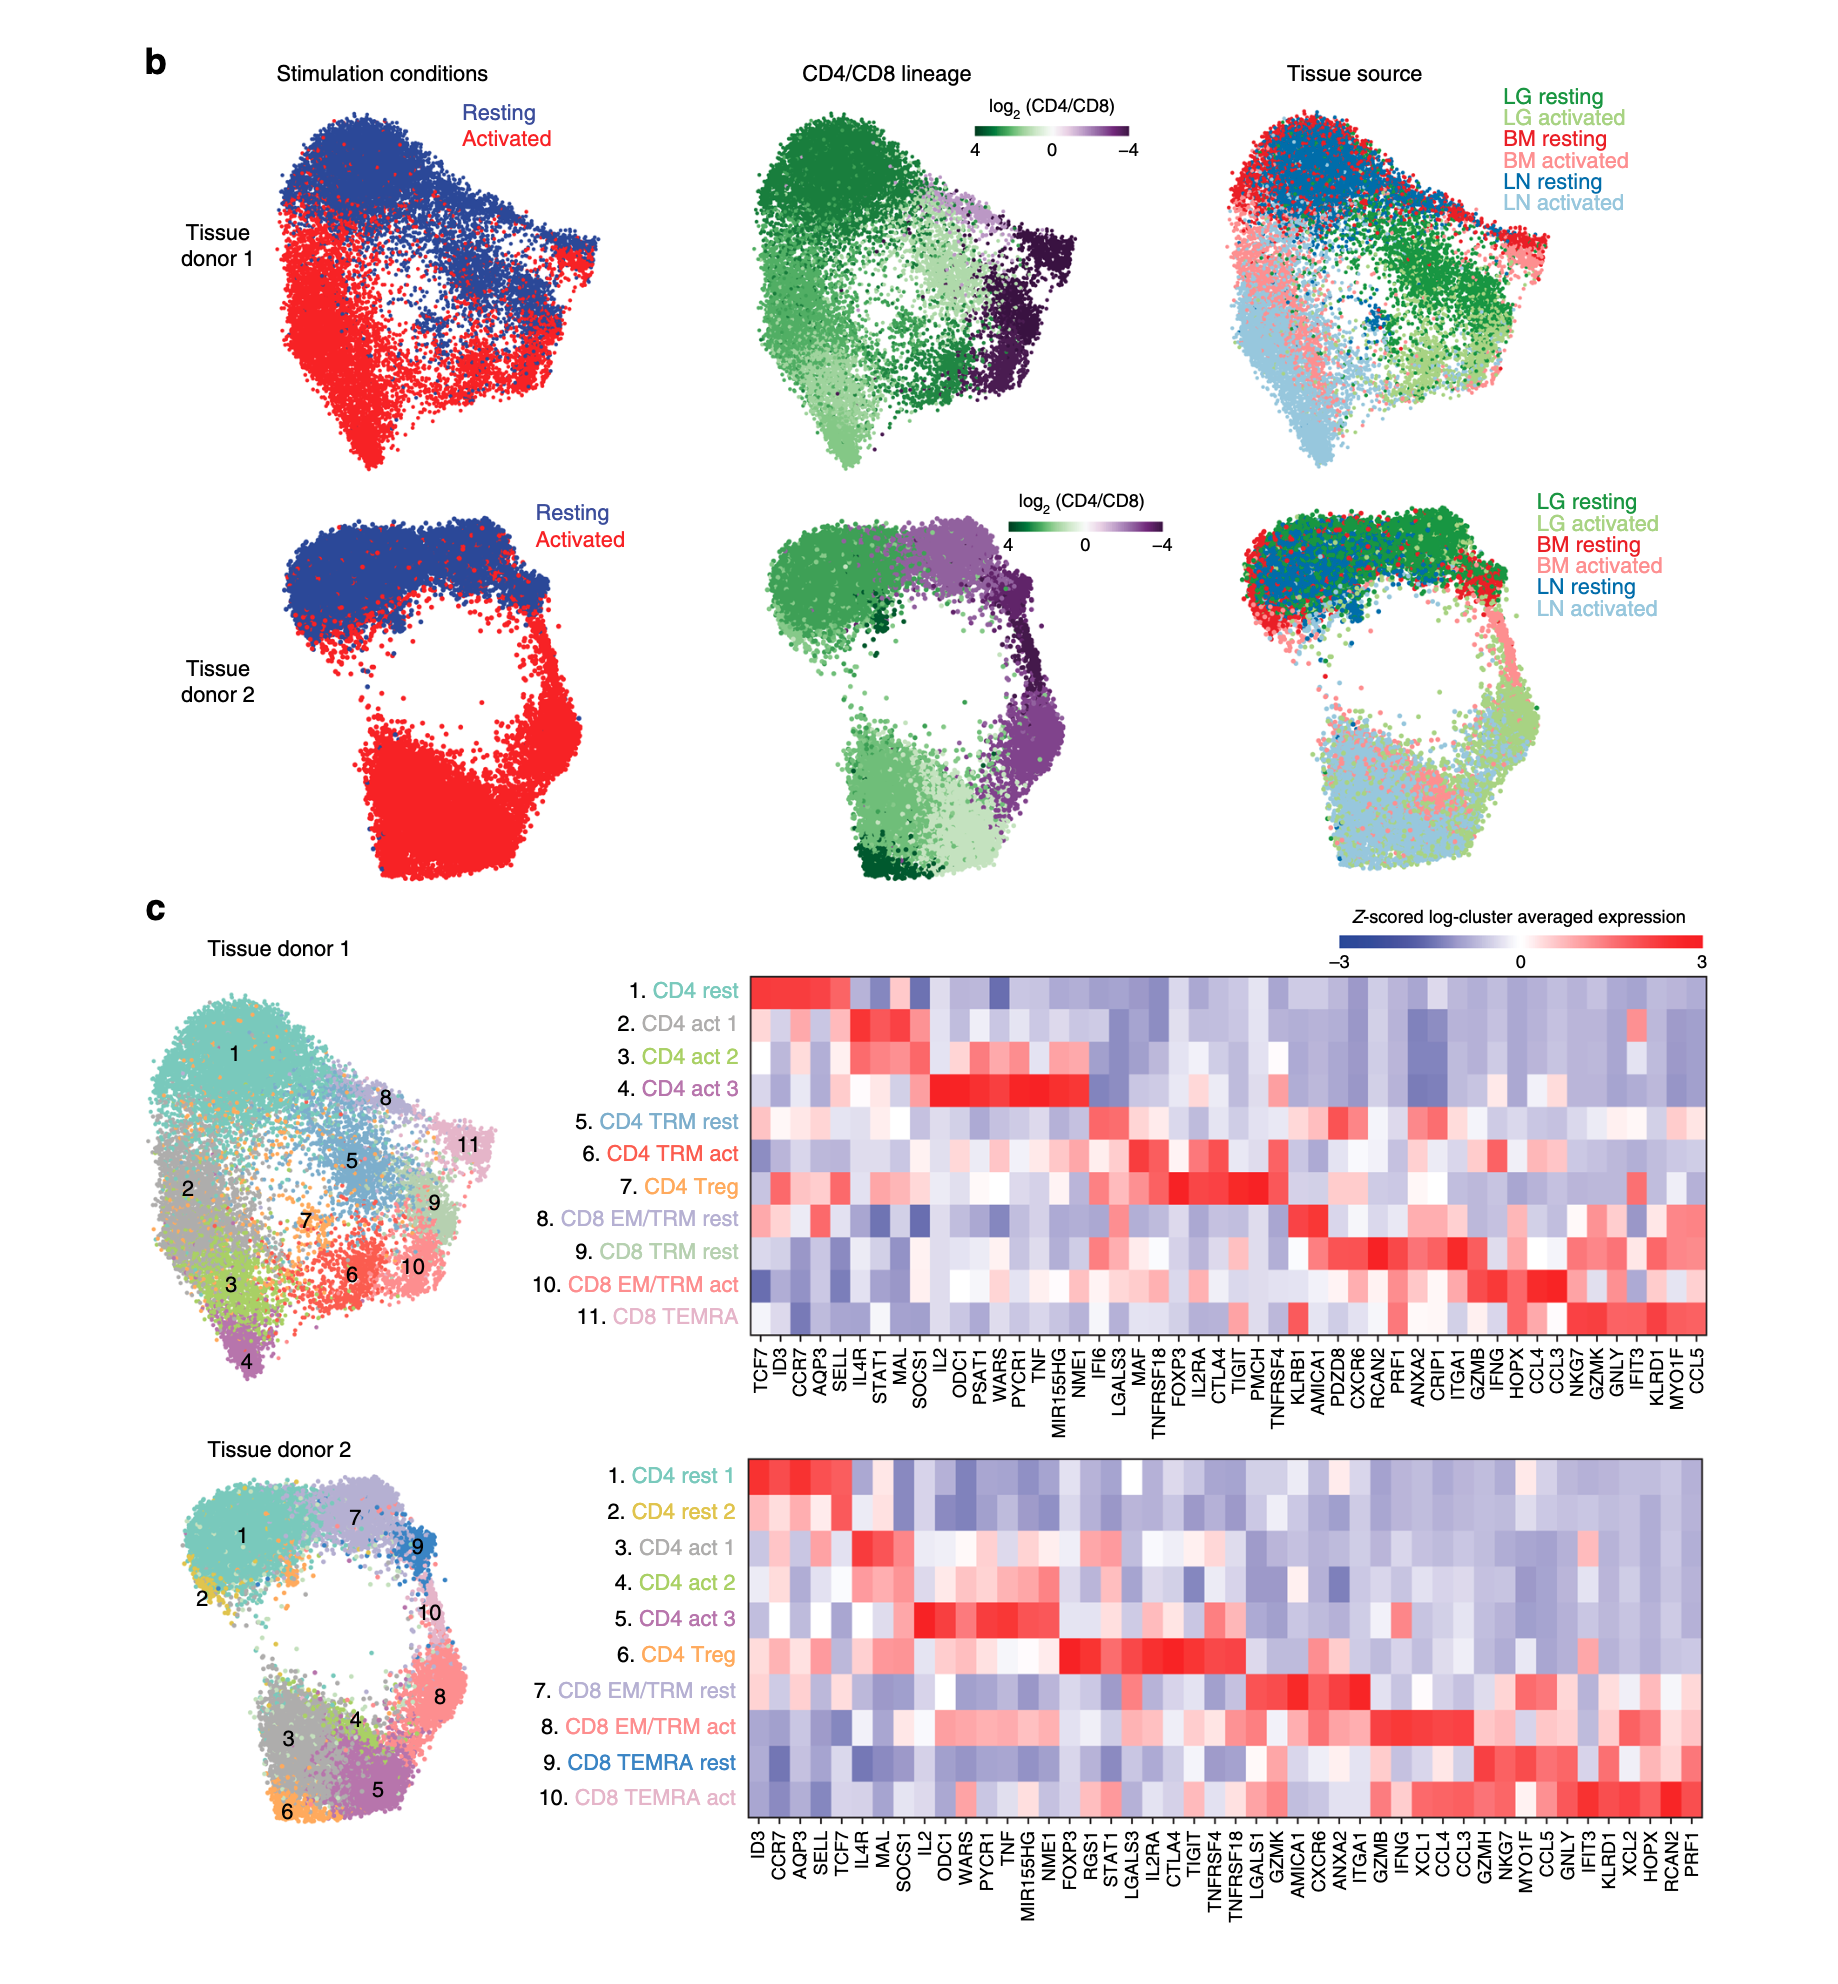 b
Stimulation conditions
CD4/CD8 lineage
Tissue source
Resting
Activated
log2 (CD4/CD8)
4 0 −4
LG resting
LG activated
BM resting
BM activated
LN resting
LN activated
Tissue
donor 1
Resting
Activated
log2 (CD4/CD8)
4 0 −4
LG resting
LG activated
BM resting
BM activated
LN resting
LN activated
Tissue
donor 2
c
Z-scored log-cluster averaged expression
−3 0 3
Tissue donor 1
1
8
11
5
2
9
7
10
6
3
4
1. CD4 rest
2. CD4 act 1
3. CD4 act 2
4. CD4 act 3
5. CD4 TRM rest
6. CD4 TRM act
7. CD4 Treg
8. CD8 EM/TRM rest
9. CD8 TRM rest
10. CD8 EM/TRM act
11. CD8 TEMRA
TCF7
ID3
CCR7
AQP3
SELL
IL4R
STAT1
MAL
SOCS1
IL2
ODC1
PSAT1
WARS
PYCR1
TNF
MIR155HG
NME1
IFI6
LGALS3
MAF
TNFRSF18
FOXP3
IL2RA
CTLA4
TIGIT
PMCH
TNFRSF4
KLRB1
AMICA1
PDZD8
CXCR6
RCAN2
PRF1
ANXA2
CRIP1
ITGA1
GZMB
IFNG
HOPX
CCL4
CCL3
NKG7
GZMK
GNLY
IFIT3
KLRD1
MYO1F
CCL5
Tissue donor 2
1
7
9
2
10
8
4
3
5
6
1. CD4 rest 1
2. CD4 rest 2
3. CD4 act 1
4. CD4 act 2
5. CD4 act 3
6. CD4 Treg
7. CD8 EM/TRM rest
8. CD8 EM/TRM act
9. CD8 TEMRA rest
10. CD8 TEMRA act
ID3
CCR7
AQP3
SELL
TCF7
IL4R
MAL
SOCS1
IL2
ODC1
WARS
PYCR1
TNF
MIR155HG
NME1
FOXP3
RGS1
STAT1
LGALS3
IL2RA
CTLA4
TIGIT
TNFRSF4
TNFRSF18
LGALS1
GZMK
AMICA1
CXCR6
ANXA2
ITGA1
GZMB
IFNG
XCL1
CCL4
CCL3
GZMH
NKG7
MYO1F
CCL5
GNLY
IFIT3
KLRD1
XCL2
HOPX
RCAN2
PRF1